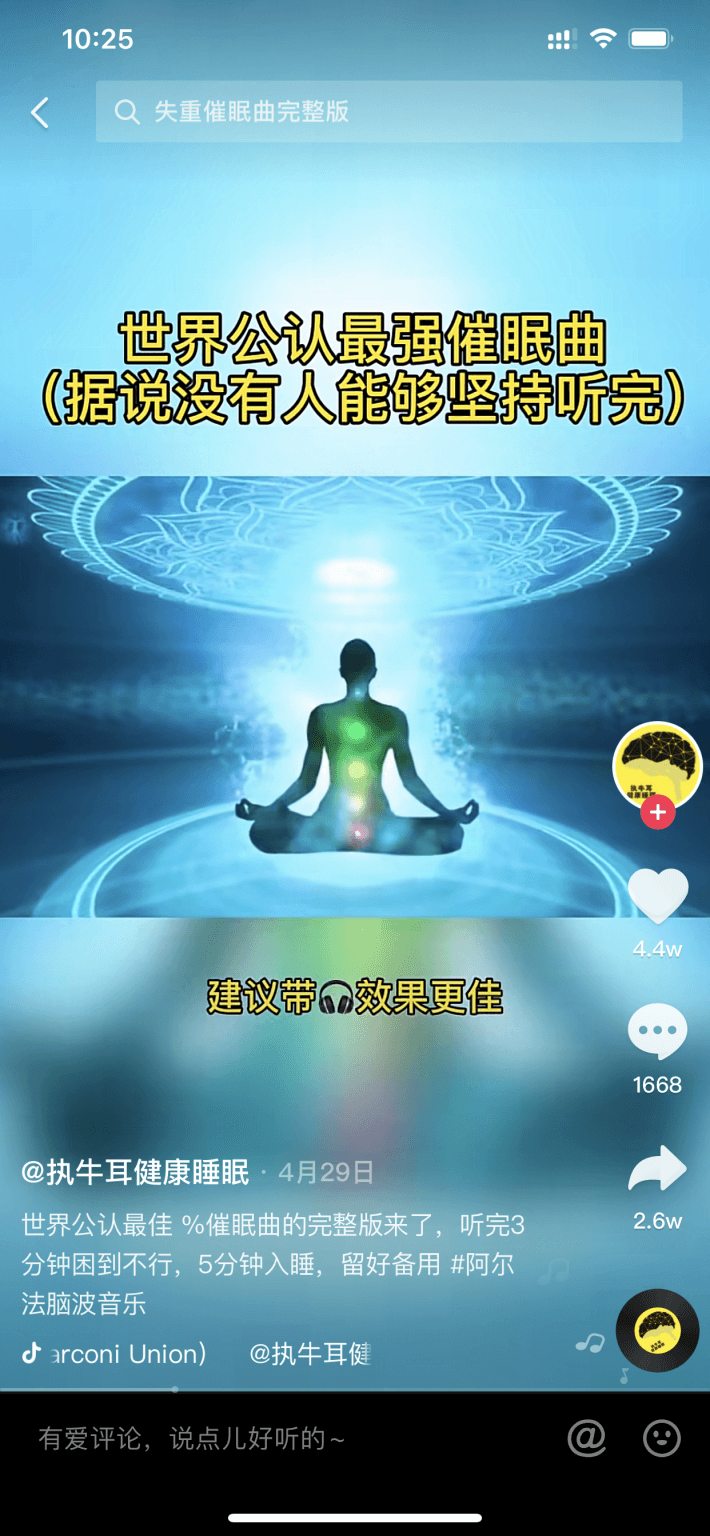 10:25
失重催眠曲完整版
世界公认最强催眠曲
（据说没有人能够坚持听完）
执牛耳
4.4w
建议带🎧效果更佳
1668
@执牛耳健康睡眠 · 4月29日
2.6w
世界公认最佳 %催眠曲的完整版来了，听完3
分钟困到不行，5分钟入睡，留好备用 #阿尔
法脑波音乐
arconi Union） @执牛耳健
有爱评论，说点儿好听的~